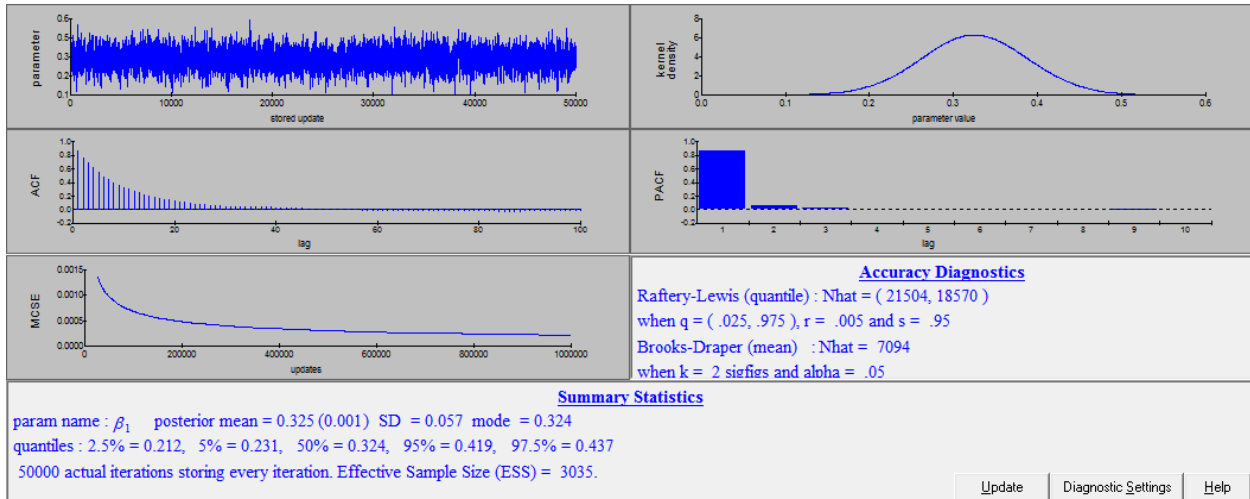 0.6
0.5
0.3
0.2
0.1
parameter
0 10000 20000 30000 40000 50000
stored update
8
6
4
2
0
kernel
density
0.0 0.1 0.2 0.3 0.4 0.5 0.6
parameter value
1.0
0.8
0.6
0.4
0.2
0.0
-0.2
ACF
0 20 40 60 80 100
lag
1.0
0.8
0.6
0.4
0.2
0.0
-0.2
PACF
1 2 3 4 5 6 7 8 9 10
lag
0.0015
0.0010
0.0005
0.0000
MCSE
0 200000 400000 600000 800000 1000000
updates
Accuracy Diagnostics
Raftery-Lewis (quantile) : Nhat = ( 21504, 18570 )
when q = ( .025, .975 ), r = .005 and s = .95
Brooks-Draper (mean) : Nhat = 7094
when k = 2 sigfigs and alpha = .05
Summary Statistics
param name : β1 posterior mean = 0.325 (0.001) SD = 0.057 mode = 0.324
quantiles : 2.5% = 0.212, 5% = 0.231, 50% = 0.324, 95% = 0.419, 97.5% = 0.437
50000 actual iterations storing every iteration. Effective Sample Size (ESS) = 3035.
Update Diagnostic Settings Help